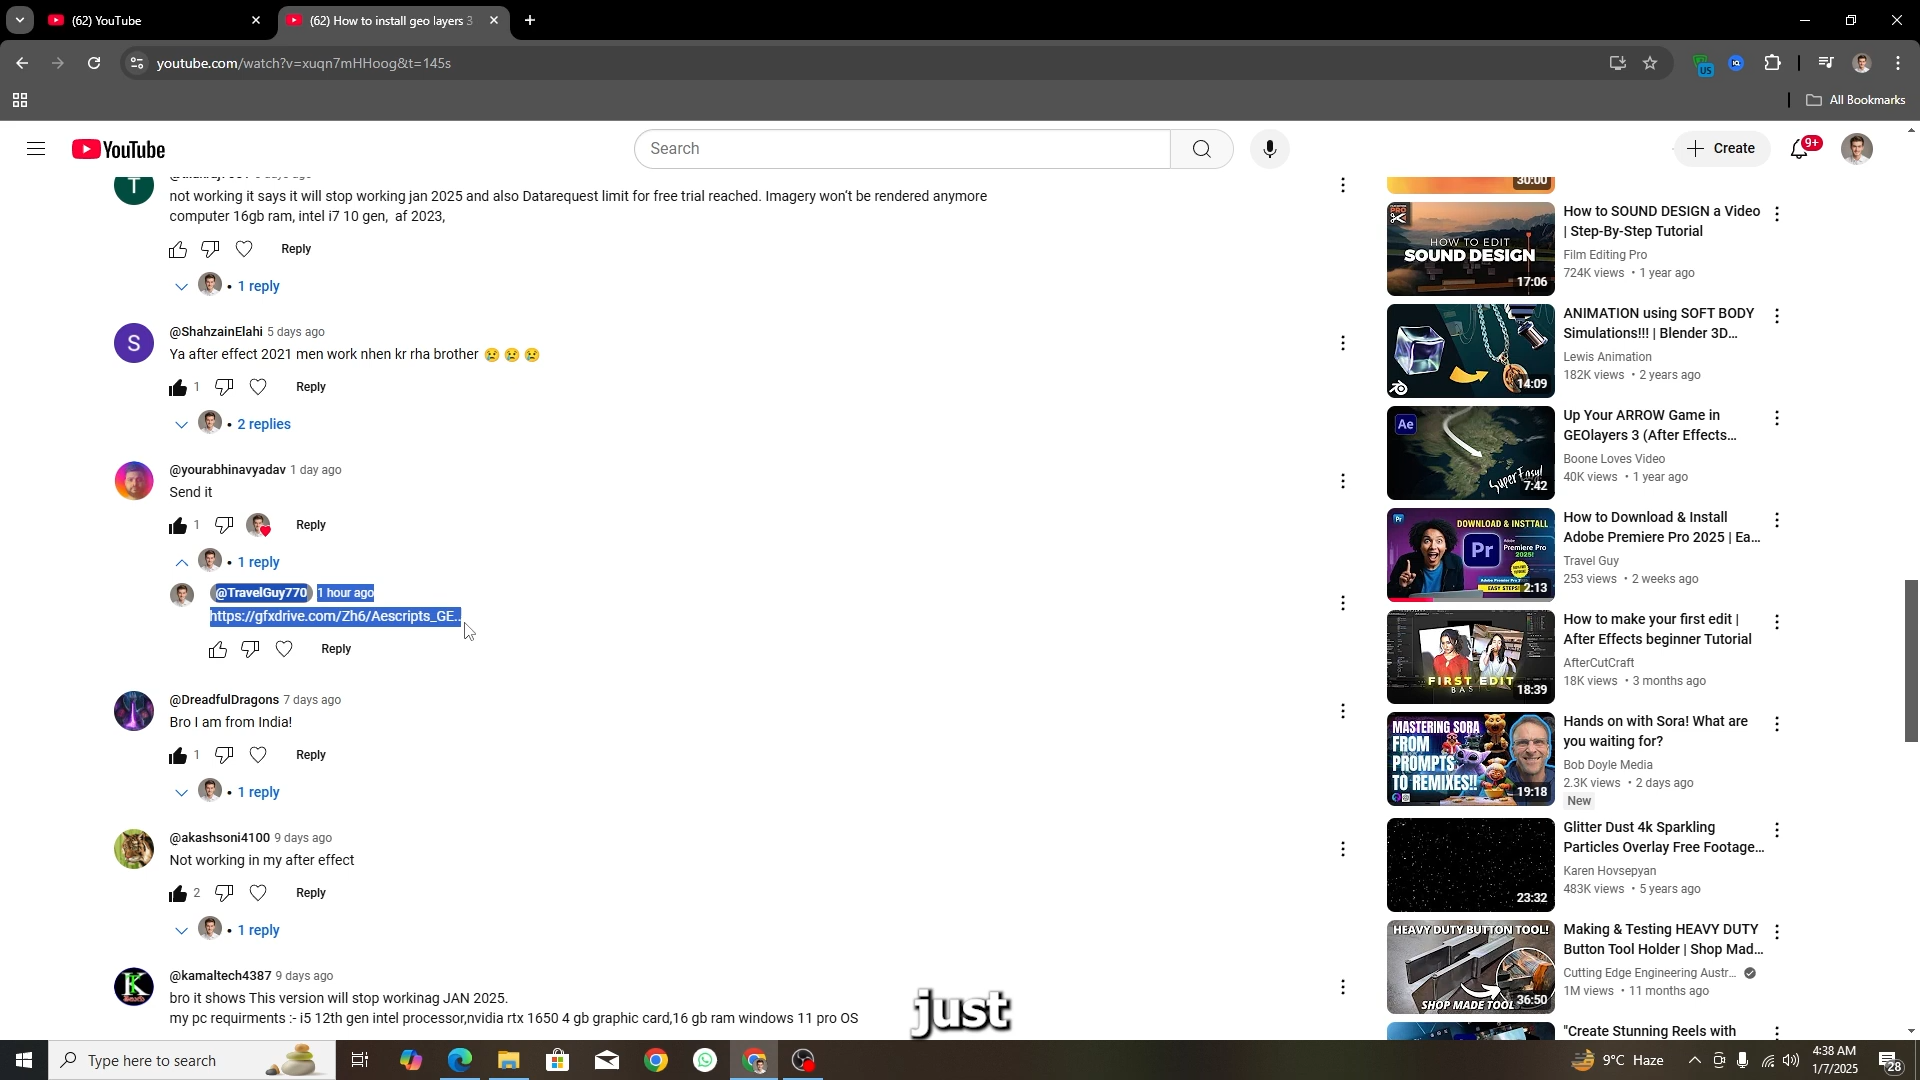 (62) YouTube
(62) How to install geo layers 3
youtube.com/watch?v=xuqn7mHHoog&t=145s
US
All Bookmarks
YouTube
Search
Create
9+
not working it says it will stop working jan 2025 and also Datarequest limit for free trial reached. Imagery won't be rendered anymore
computer 16gb ram, intel i7 10 gen, af 2023,
Reply
1 reply
S
@ShahzainElahi 5 days ago
Ya after effect 2021 men work nhen kr rha brother 😢 😢 😢
1 Reply
2 replies
@yourabhinavyadav 1 day ago
Send it
1 Reply
1 reply
@TravelGuy770 1 hour ago
https://gfxdrive.com/Zh6/Aescripts_GE...
Reply
@DreadfulDragons 7 days ago
Bro I am from India!
1 Reply
1 reply
@akashsoni4100 9 days ago
Not working in my after effect
2 Reply
1 reply
@kamaltech4387 9 days ago
bro it shows This version will stop workinag JAN 2025.
my pc requirments :- i5 12th gen intel processor,nvidia rtx 1650 4 gb graphic card,16 gb ram windows 11 pro OS
just
30:00
HOW TO EDIT
SOUND DESIGN
17:06
How to SOUND DESIGN a Video
| Step-By-Step Tutorial
Film Editing Pro
724K views • 1 year ago
14:09
ANIMATION using SOFT BODY
Simulations!!! | Blender 3D...
Lewis Animation
182K views • 2 years ago
Ae
Super Easy!
7:42
Up Your ARROW Game in
GEOlayers 3 (After Effects...
Boone Loves Video
40K views • 1 year ago
DOWNLOAD & INSTTALL
Pr
Premiere Pro
2025!
EASY STEPS!
2:13
How to Download & Install
Adobe Premiere Pro 2025 | Ea...
Travel Guy
253 views • 2 weeks ago
FIRST EDIT
18:39
How to make your first edit |
After Effects beginner Tutorial
AfterCutCraft
18K views • 3 months ago
MASTERING SORA
FROM
PROMPTS
TO REMIXES!!
19:18
Hands on with Sora! What are
you waiting for?
Bob Doyle Media
2.3K views • 2 days ago
New
23:32
Glitter Dust 4k Sparkling
Particles Overlay Free Footage...
Karen Hovsepyan
483K views • 5 years ago
HEAVY DUTY BUTTON TOOL!
SHOP MADE TOOL
36:50
Making & Testing HEAVY DUTY
Button Tool Holder | Shop Mad...
Cutting Edge Engineering Austr...
1M views • 11 months ago
"Create Stunning Reels with
Type here to search
9°C Haze
4:38 AM
1/7/2025
28